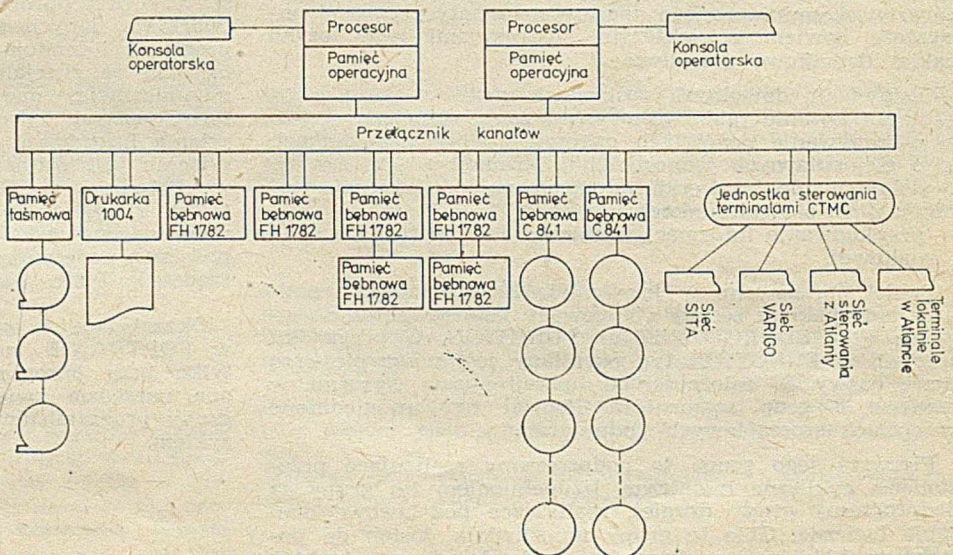 Procesor
Pamięć
operacyjna
Procesor
Pamięć
operacyjna
Konsola
operatorska
Konsola
operatorska
Przełącznik kanałów
Pamięć
taśmowa
Drukarka
1004
Pamięć
bębnowa
FH 1782
Pamięć
bębnowa
FH 1782
Pamięć
bębnowa
FH 1782
Pamięć
bębnowa
FH 1782
Pamięć
bębnowa
C 841
Pamięć
bębnowa
C 841
Jednostka sterowania
terminalami CTMC
Pamięć
bębnowa
FH 1782
Pamięć
bębnowa
FH 1782
Sieć
SITA
Sieć
VARIGO
Sieć
sterowania
z Atlanty
Terminale
lokalnie
w Atlancie